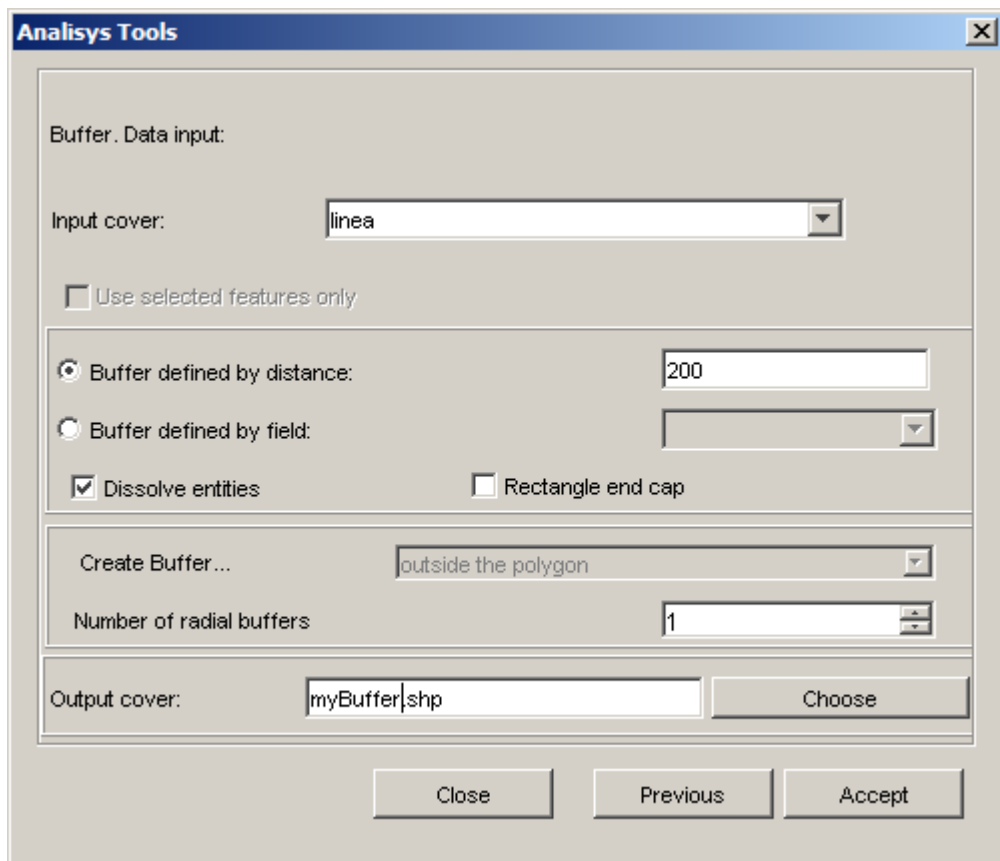 Analisys Tools
Buffer. Data input:
Input cover: linea
Use selected features only
Buffer defined by distance: 200
Buffer defined by field:
Dissolve entities Rectangle end cap
Create Buffer... outside the polygon
Number of radial buffers 1
Output cover: myBuffer.shp Choose
Close Previous Accept